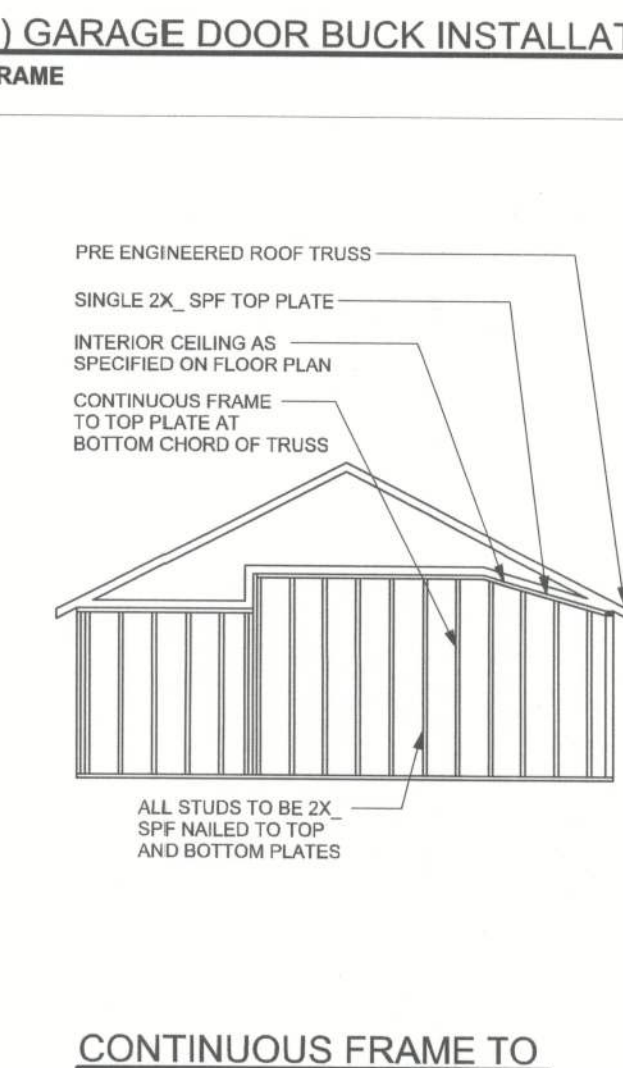 ) GARAGE DOOR BUCK INSTALLAT
RAME
PRE ENGINEERED ROOF TRUSS
SINGLE 2X_ SPF TOP PLATE
INTERIOR CEILING AS
SPECIFIED ON FLOOR PLAN
CONTINUOUS FRAME
TO TOP PLATE AT
BOTTOM CHORD OF TRUSS
ALL STUDS TO BE 2X_
SPF NAILED TO TOP
AND BOTTOM PLATES
CONTINUOUS FRAME TO